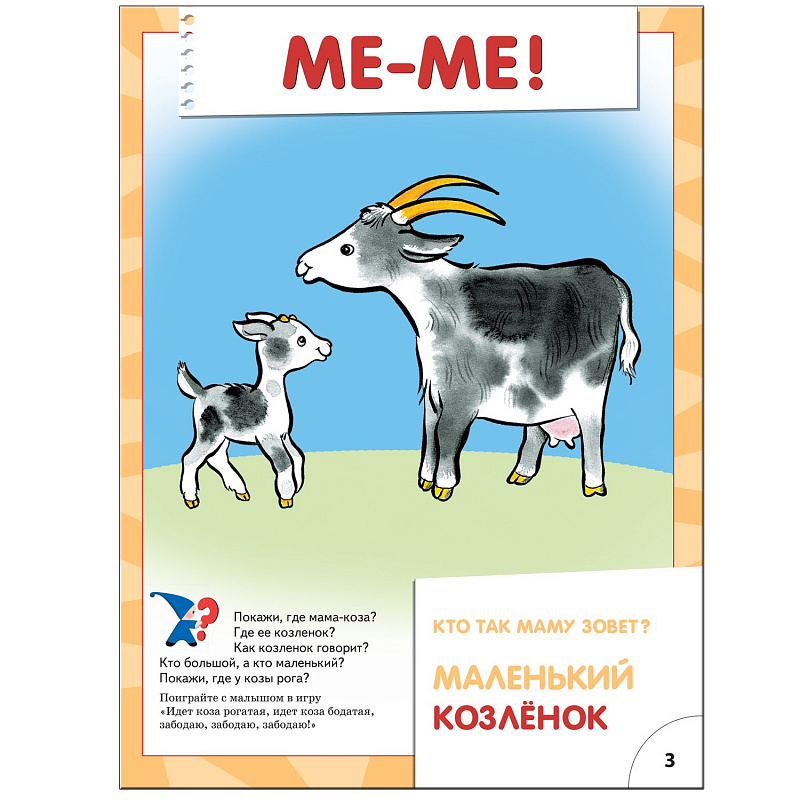 МЕ-МЕ!
Покажи, где мама-коза?
Где ее козленок?
Как козленок говорит?
Кто большой, а кто маленький?
Покажи, где у козы рога?
Поиграйте с малышом в игру
«Идет коза рогатая, идет коза бодатая,
забодаю, забодаю, забодаю!»
КТО ТАК МАМУ ЗОВЕТ?
МАЛЕНЬКИЙ
КОЗЛЁНОК
3